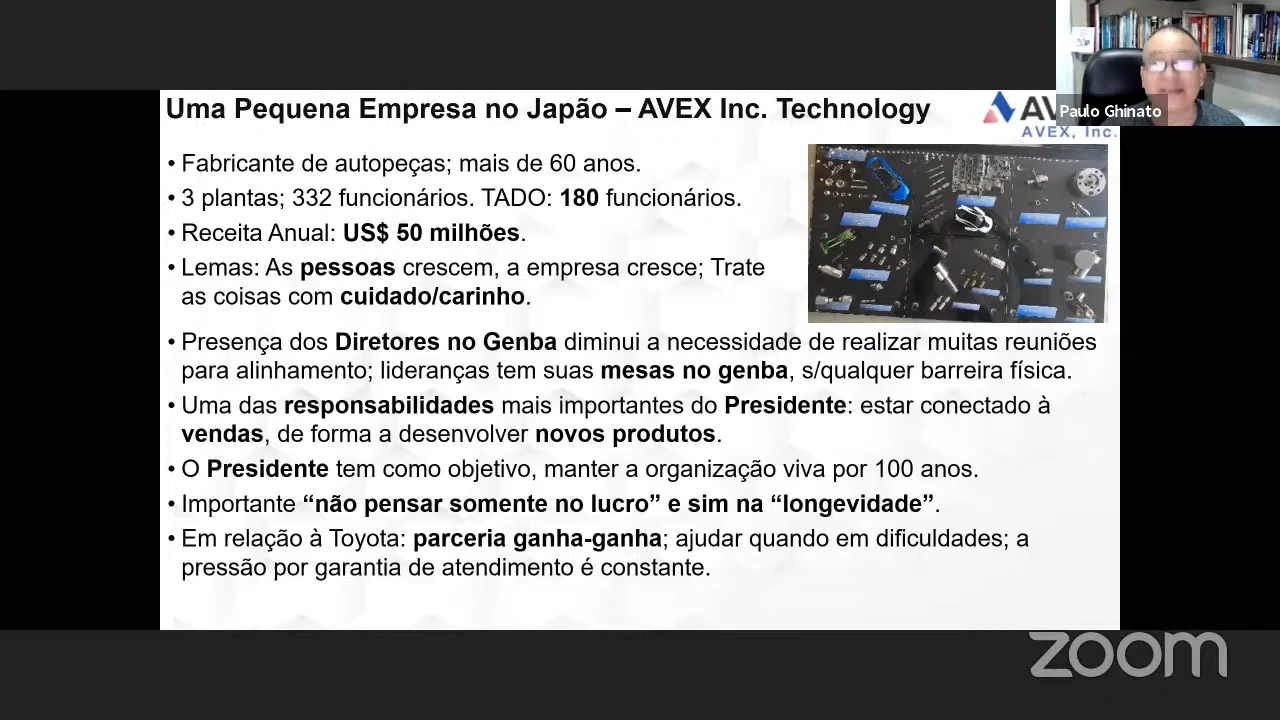 Uma Pequena Empresa no Japão – AVEX Inc. Technology
AV
AVEX, Inc.
Paulo Ghinato
• Fabricante de autopeças; mais de 60 anos.
• 3 plantas; 332 funcionários. TADO: 180 funcionários.
• Receita Anual: US$ 50 milhões.
• Lemas: As pessoas crescem, a empresa cresce; Trate
as coisas com cuidado/carinho.
• Presença dos Diretores no Genba diminui a necessidade de realizar muitas reuniões
para alinhamento; lideranças tem suas mesas no genba, s/qualquer barreira física.
• Uma das responsabilidades mais importantes do Presidente: estar conectado à
vendas, de forma a desenvolver novos produtos.
• O Presidente tem como objetivo, manter a organização viva por 100 anos.
• Importante “não pensar somente no lucro” e sim na “longevidade”.
• Em relação à Toyota: parceria ganha-ganha; ajudar quando em dificuldades; a
pressão por garantia de atendimento é constante.
zoom